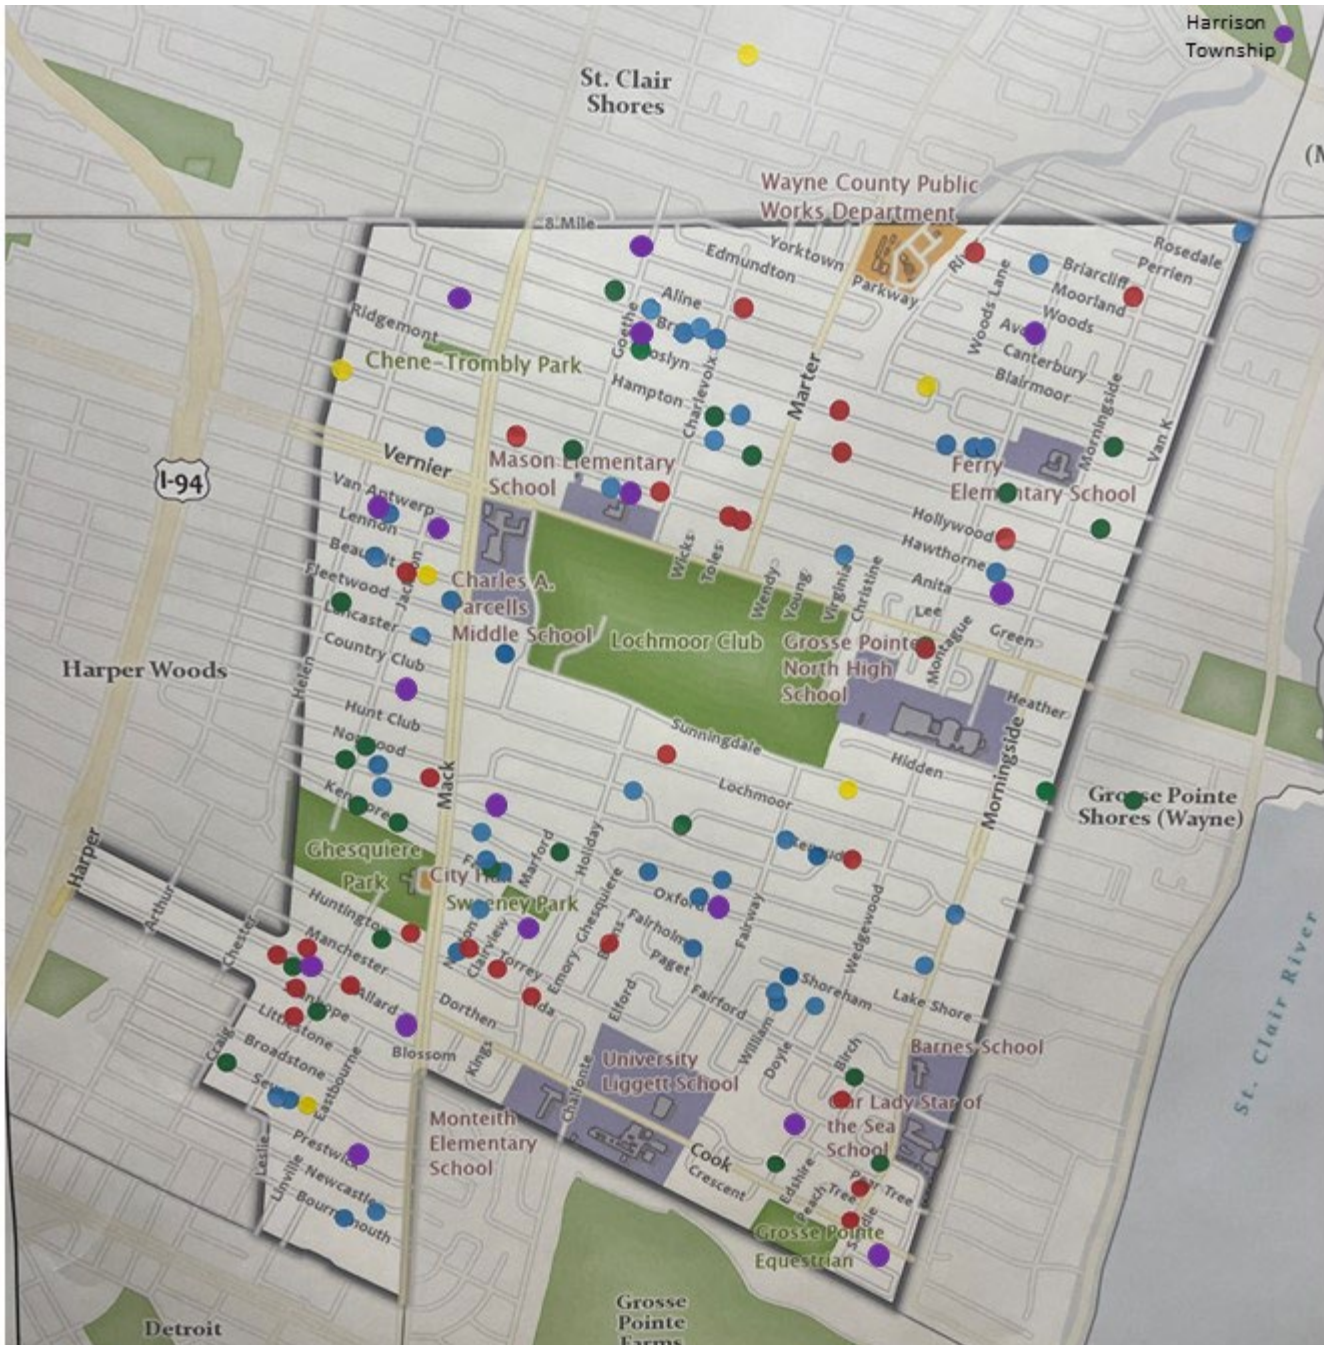 Harrison
Township
St. Clair
Shores
Wayne County Public
Works Department
8 Mile
Yorktown
Edmundton
Rosedale
Perrien
Briarcliff
Moorland
Woods
Parkway
Woods Lane
Aline
Goethe
Ridgemont
Chene-Trombly Park
Canterbury
Blairmoor
Hampton
Charlevoix
Marter
Morningside
Van K
Vernier
Mason Elementary
School
Ferry
Elementary School
I-94
Van Antwerp
Lennon
Hollywood
Hawthorne
Anita
Lee
Green
Fleetwood
Lancaster
Country Club
Charles A.
Parcells
Middle School
Wicks
Toles
Wendy
Young
Virginia
Christine
Lochmoor Club
Grosse Pointe
North High
School
Montague
Heather
Harper Woods
Helen
Hunt Club
Norwood
Mack
Sunningdale
Lochmoor
Hidden
Morningside
Grosse Pointe
Shores (Wayne)
Kenmore
Harper
Ghesquiere
Park
City Hall
Sweeney Park
Marford
Holiday
Ghesquiere
Oxford
Fairholme
Paget
Fairway
Wedgewood
Arthur
Chester
Huntington
Manchester
Allard
Clairview
Torrey
Emory
Elford
Fairford
Shoreham
Lake Shore
Littlestone
Broadstone
Craig
Eastbourne
Blossom
Dorthen
Kings
Chalfonte
University
Liggett School
William
Doyle
Birch
Barnes School
Our Lady Star of
the Sea
School
St. Clair River
Monteith
Elementary
School
Cook
Crescent
Edshire
Peach Tree
Pear Tree
Leslie
Linville
Prestwick
Newcastle
Bournemouth
Grosse Pointe
Equestrian
Detroit
Grosse
Pointe
Farms